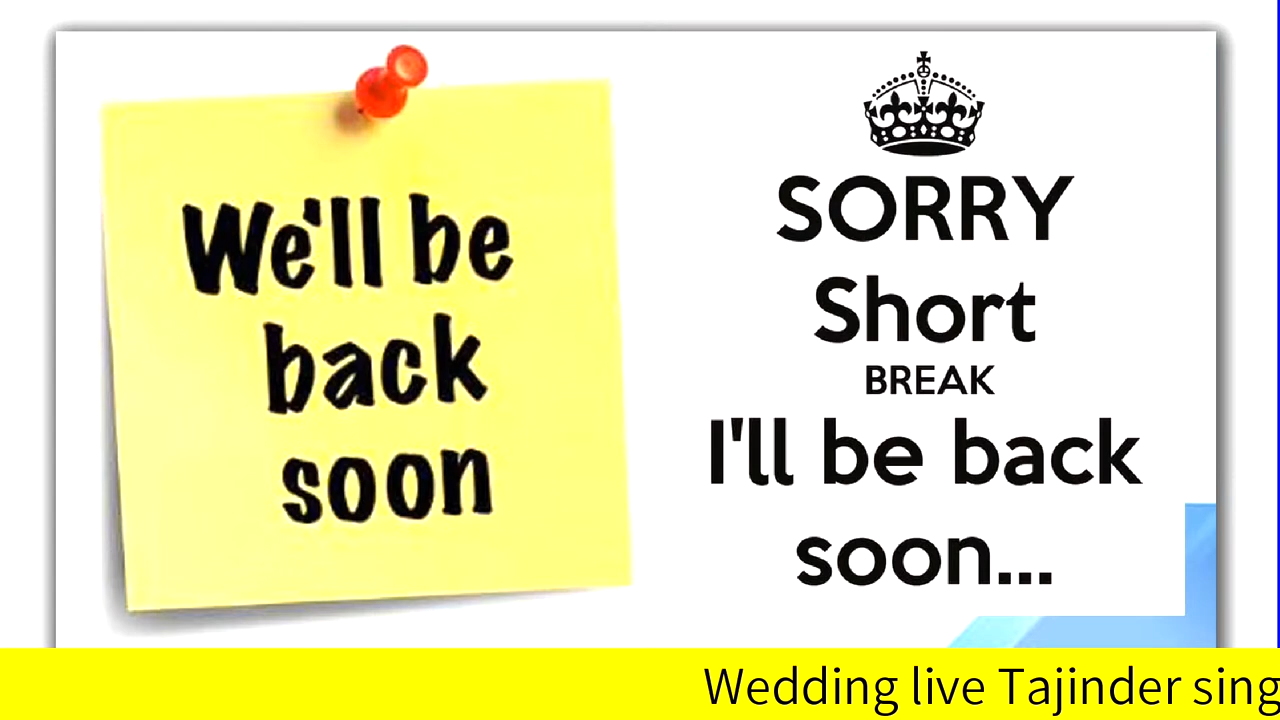 We'll be
back
soon
SORRY
Short
BREAK
I'll be back
soon...
Wedding live Tajinder sing